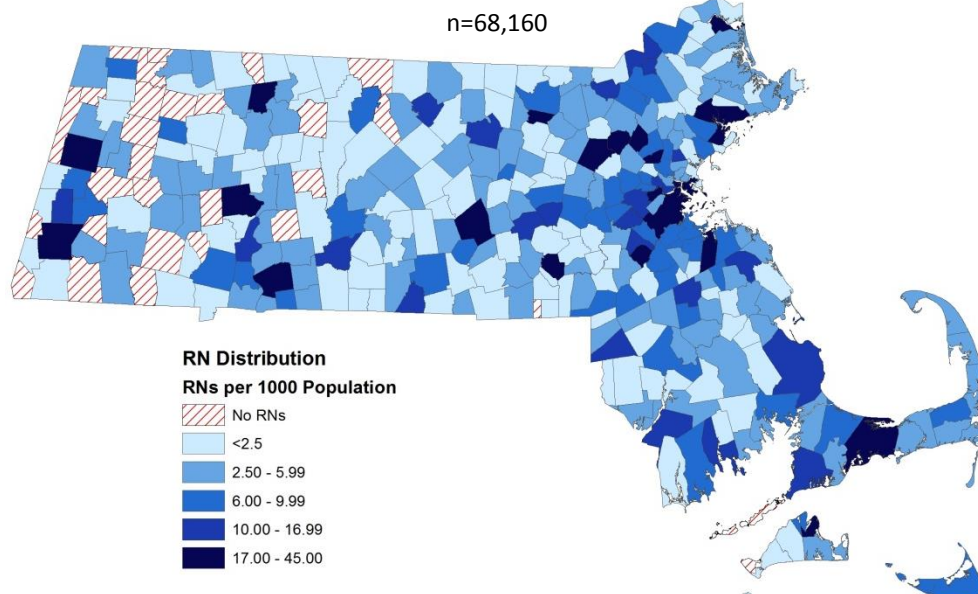 n=68,160
RN Distribution
RNs per 1000 Population
No RNs
<2.5
2.50 - 5.99
6.00 - 9.99
10.00 - 16.99
17.00 - 45.00